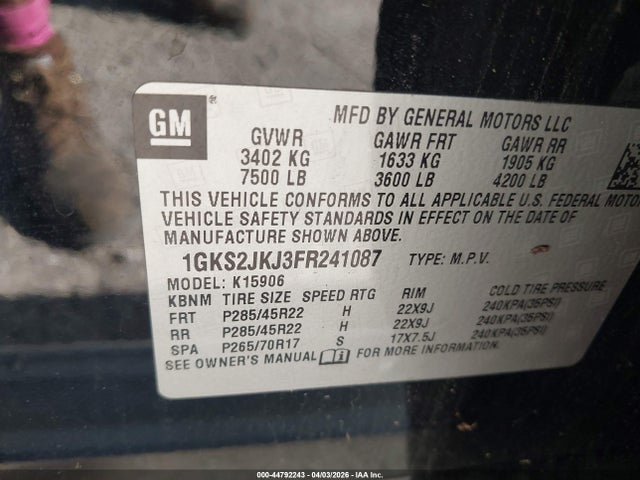 GM®
MFD BY GENERAL MOTORS LLC
GVWR GAWR FRT GAWR RR
3402 KG 1633 KG 1905 KG
7500 LB 3600 LB 4200 LB
THIS VEHICLE CONFORMS TO ALL APPLICABLE U.S. FEDERAL MOTOR
VEHICLE SAFETY STANDARDS IN EFFECT ON THE DATE OF
MANUFACTURE SHOWN ABOVE.
1GKS2JKJ3FR241087 TYPE: M.P.V.
MODEL: K15906
KBNM TIRE SIZE SPEED RTG RIM COLD TIRE PRESSURE
FRT P285/45R22 H 22X9J 240KPA(35PSI)
RR P285/45R22 H 22X9J 240KPA(35PSI)
SPA P265/70R17 S 17X7.5J 240KPA(35PSI)
SEE OWNER'S MANUAL FOR MORE INFORMATION.
000-44792243 | 04/03/2026 | IAA Inc.